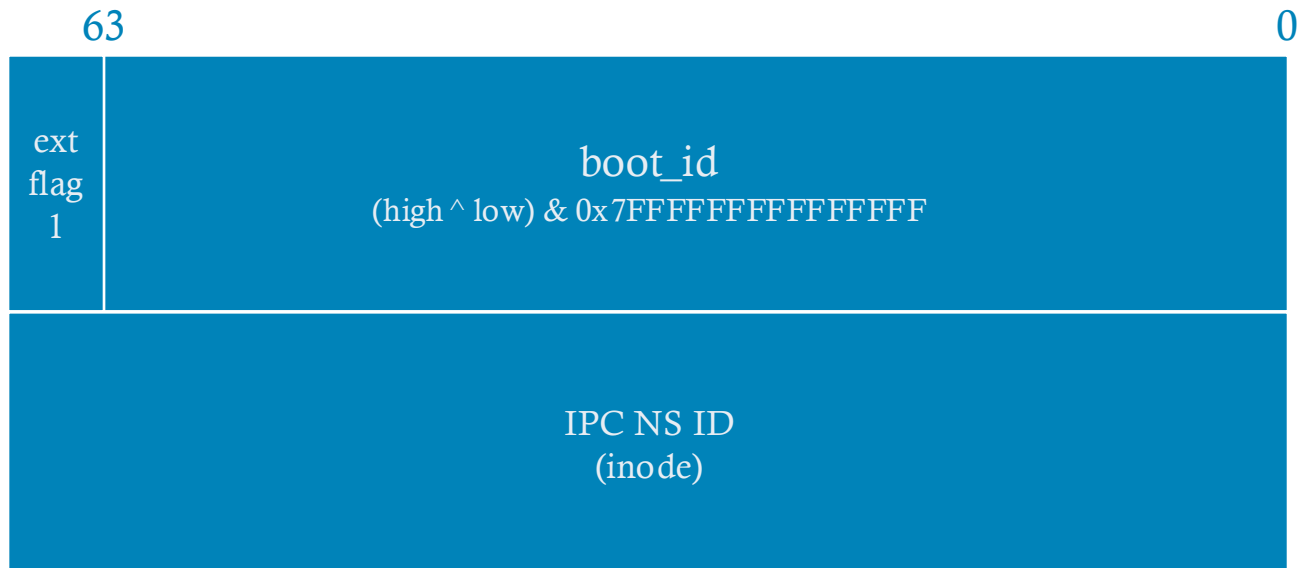 63 0
ext
flag
1
boot_id
(high ^ low) & 0x7FFFFFFFFFFFFFFF
IPC NS ID
(inode)